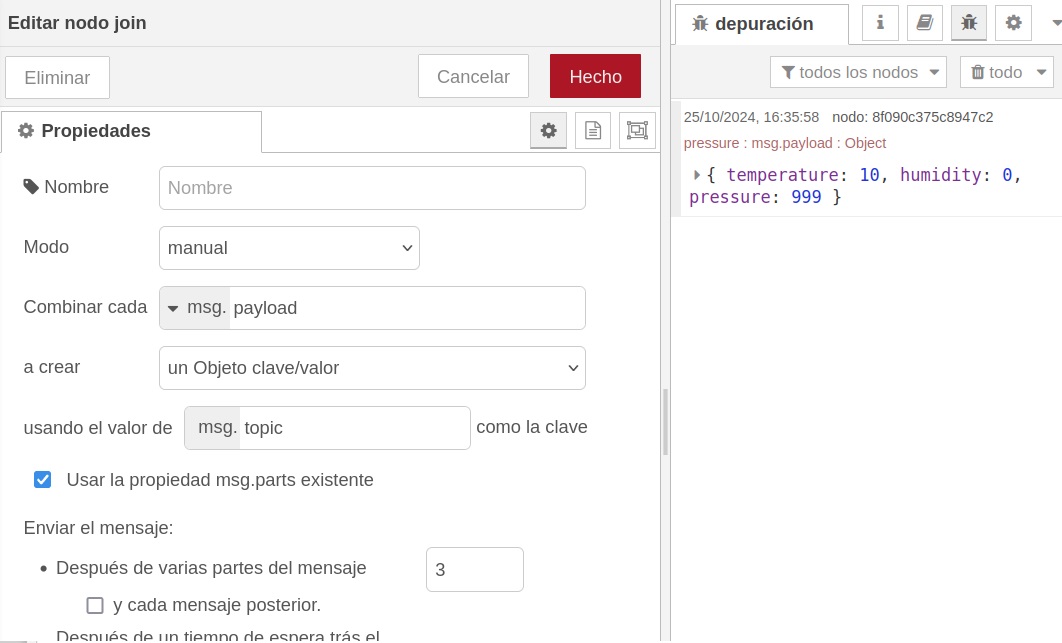 Editar nodo join
Eliminar
Cancelar
Hecho
Propiedades
Nombre
Nombre
Modo
manual
Combinar cada
msg. payload
a crear
un Objeto clave/valor
usando el valor de
msg. topic
como la clave
Usar la propiedad msg.parts existente
Enviar el mensaje:
• Después de varias partes del mensaje
3
y cada mensaje posterior.
Después de un tiempo de espera trás el
depuración
todos los nodos
todo
25/10/2024, 16:35:58 nodo: 8f090c375c8947c2
pressure : msg.payload : Object
{ temperature: 10, humidity: 0,
pressure: 999 }